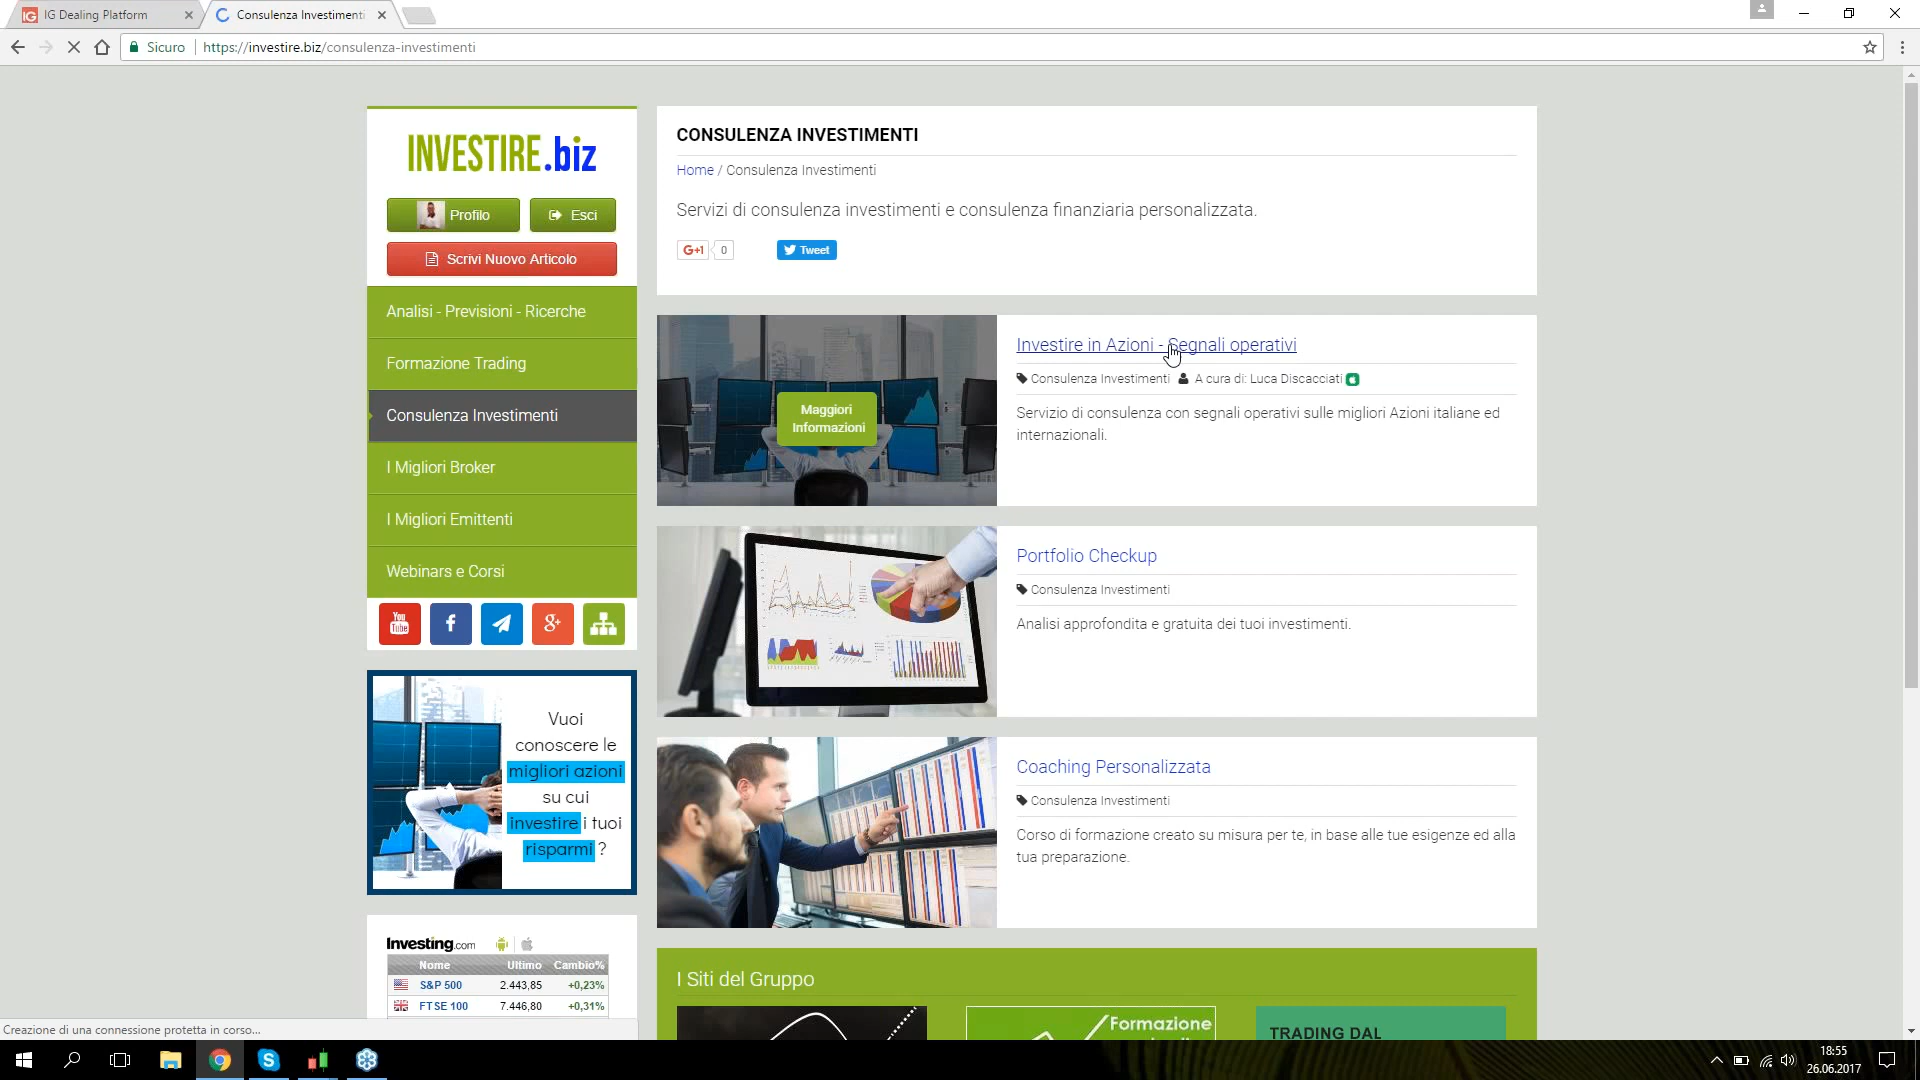 IG Dealing Platform
Consulenza Investimenti
Sicuro
https://investire.biz/consulenza-investimenti
INVESTIRE.biz
Profilo
Esci
Scrivi Nuovo Articolo
Analisi - Previsioni - Ricerche
Formazione Trading
Consulenza Investimenti
I Migliori Broker
I Migliori Emittenti
Webinars e Corsi
You
Tube
Vuoi
conoscere le
migliori azioni
su cui
investire i tuoi
risparmi ?
Investing.com
Nome Ultimo Cambio%
S&P 500 2.443,85 +0,23%
FTSE 100 7.446,80 +0,31%
CONSULENZA INVESTIMENTI
Home / Consulenza Investimenti
Servizi di consulenza investimenti e consulenza finanziaria personalizzata.
G+1 0
Tweet
Maggiori
Informazioni
Investire in Azioni - Segnali operativi
Consulenza Investimenti A cura di: Luca Discacciati
Servizio di consulenza con segnali operativi sulle migliori Azioni italiane ed
internazionali.
Portfolio Checkup
Consulenza Investimenti
Analisi approfondita e gratuita dei tuoi investimenti.
Coaching Personalizzata
Consulenza Investimenti
Corso di formazione creato su misura per te, in base alle tue esigenze ed alla
tua preparazione.
I Siti del Gruppo
Formazione
TRADING DAL
Creazione di una connessione protetta in corso...
18:55
26.06.2017